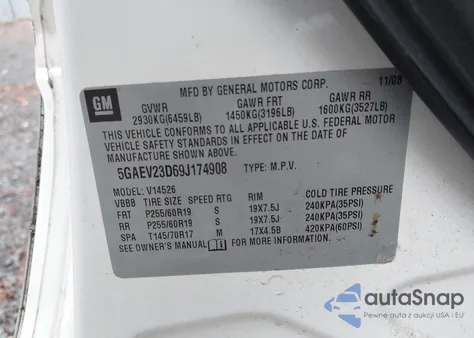 MFD BY GENERAL MOTORS CORP. 11/08
GM
GVWR GAWR FRT GAWR RR
2930KG(6459LB) 1450KG(3196LB) 1600KG(3527LB)
THIS VEHICLE CONFORMS TO ALL APPLICABLE U.S. FEDERAL MOTOR
VEHICLE SAFETY, BUMPER, AND THEFT PREVENTION STANDARDS IN
EFFECT ON THE DATE OF MANUFACTURE SHOWN ABOVE.
5GAEV23D69J174908 TYPE: M.P.V.
MODEL: V14526
VBBB TIRE SIZE SPEED RTG RIM COLD TIRE PRESSURE
FRT P255/60R19 S 19X7.5J 240KPA(35PSI)
RR P255/60R19 S 19X7.5J 240KPA(35PSI)
SPA T145/70R17 M 17X4.5B 420KPA(60PSI)
SEE OWNER'S MANUAL FOR MORE INFORMATION.
autoSnap
Pewne auta z aukcji USA i EU